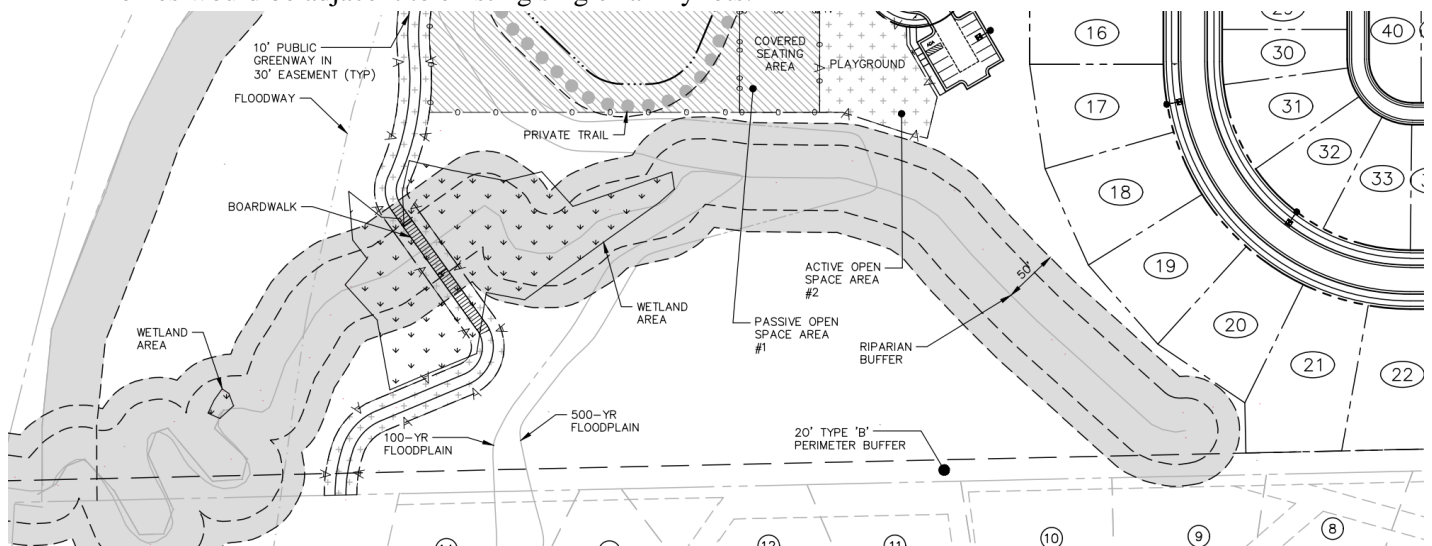 10' PUBLIC
GREENWAY IN
30' EASEMENT (TYP)
FLOODWAY
COVERED
SEATING
AREA
PLAYGROUND
PRIVATE TRAIL
BOARDWALK
WETLAND
AREA
WETLAND
AREA
ACTIVE OPEN
SPACE AREA
#2
PASSIVE OPEN
SPACE AREA
#1
RIPARIAN
BUFFER
50'
100-YR
FLOODPLAIN
500-YR
FLOODPLAIN
20' TYPE 'B'
PERIMETER BUFFER
16
17
18
19
20
21
22
30
31
32
33
40
12
11
10
9
8